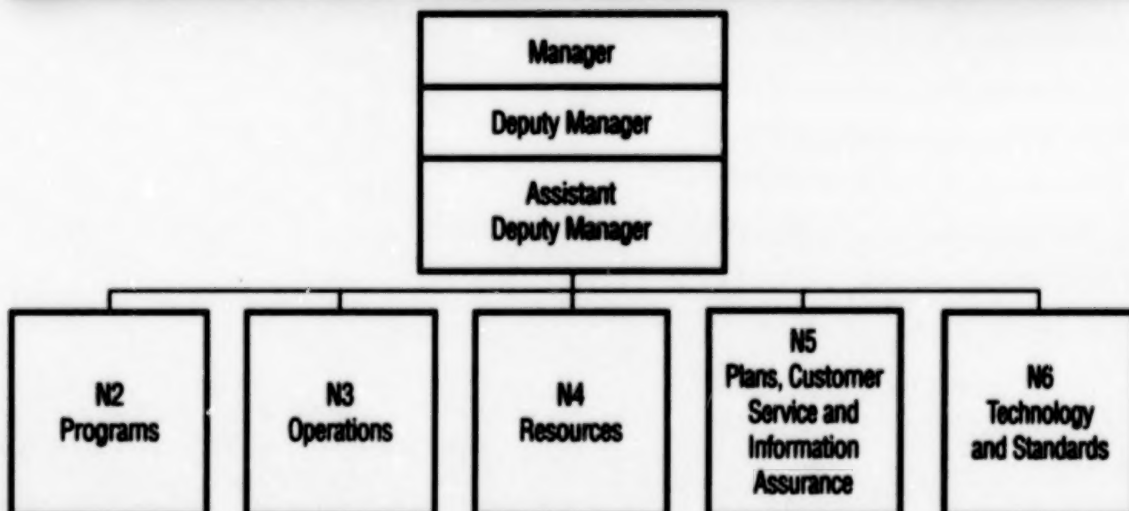 Manager
Deputy Manager
Assistant
Deputy Manager
N2
Programs
N3
Operations
N4
Resources
N5
Plans, Customer
Service and
Information
Assurance
N6
Technology
and Standards